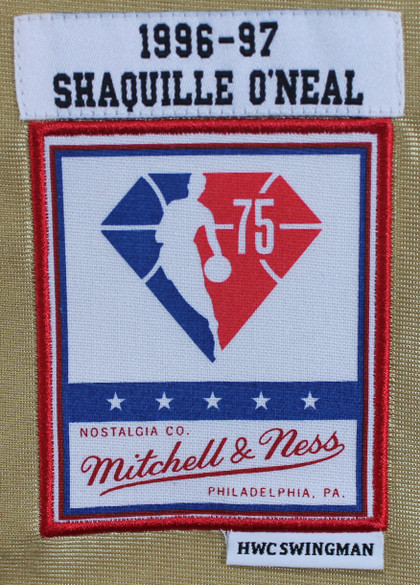 1996-97
SHAQUILLE O'NEAL
75
NOSTALGIA CO.
Mitchell & Ness
PHILADELPHIA, PA.
HWC SWINGMAN